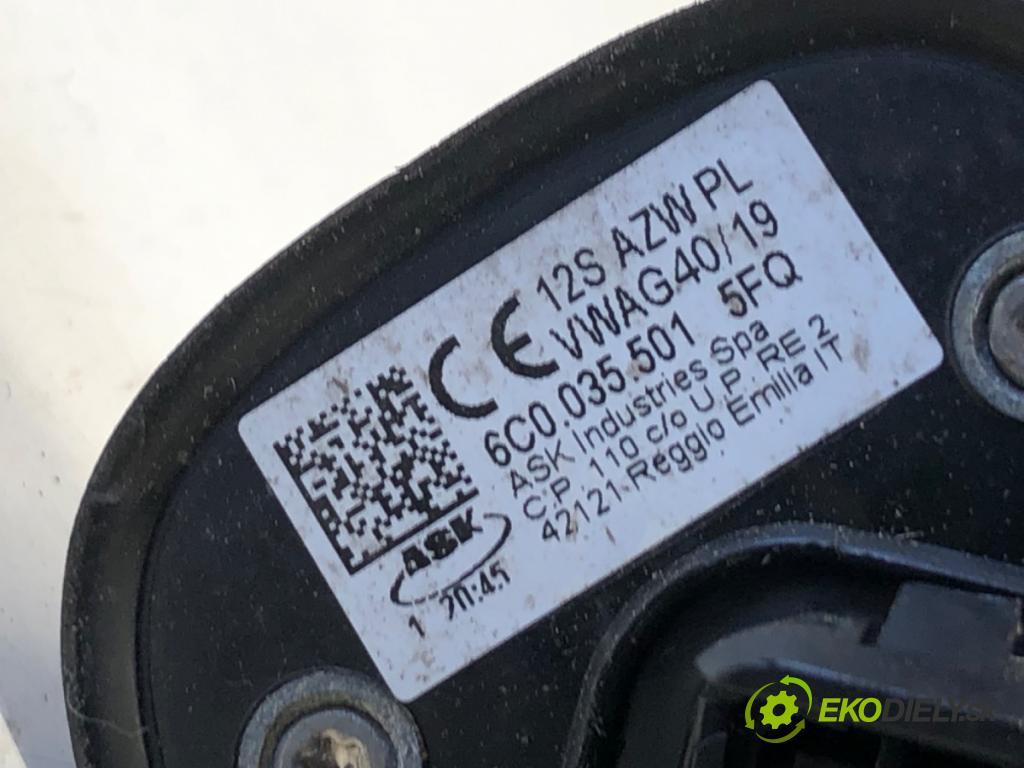 CE
12S AZW PL
VWAG40/19
6C0.035.501 5FQ
ASK Industries Spa
C.P. 110 c/o U.P. RE 2
42121 Reggio Emilia IT
ASK
1 20:45
EKODIELY.SK